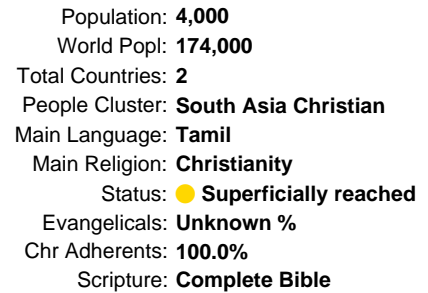 Population: 4,000
World Popl: 174,000
Total Countries: 2
People Cluster: South Asia Christian
Main Language: Tamil
Main Religion: Christianity
Status: Superficially reached
Evangelicals: Unknown %
Chr Adherents: 100.0%
Scripture: Complete Bible